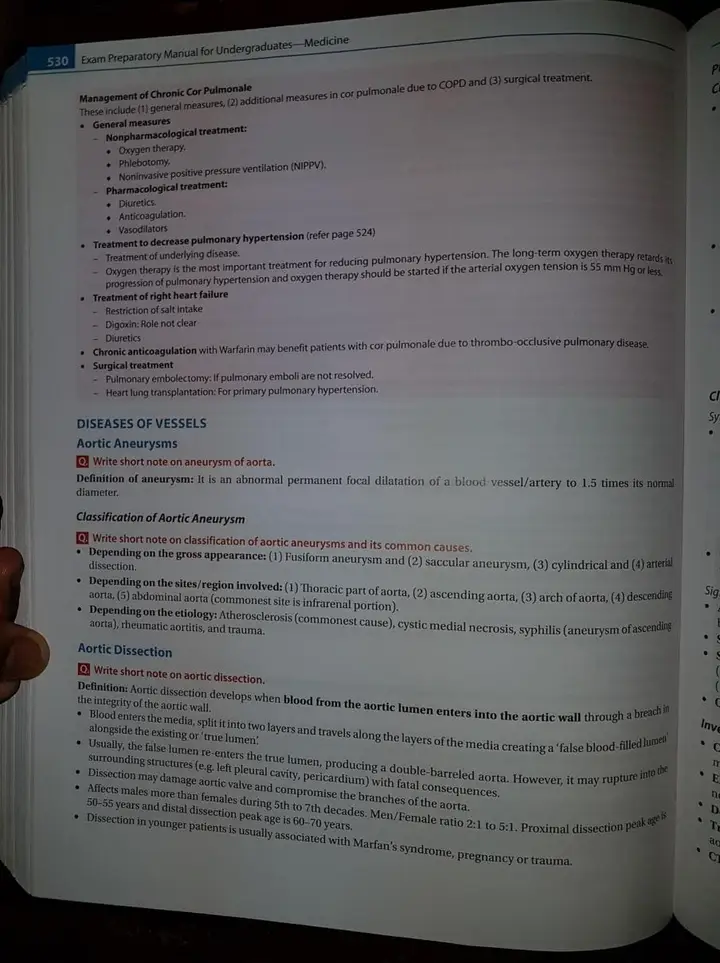 530 Exam Preparatory Manual for Undergraduates—Medicine
Management of Chronic Cor Pulmonale
These include (1) general measures, (2) additional measures in cor pulmonale due to COPD and (3) surgical treatment.
• General measures
– Nonpharmacological treatment:
• Oxygen therapy.
• Phlebotomy.
• Noninvasive positive pressure ventilation (NIPPV).
– Pharmacological treatment:
• Diuretics.
• Anticoagulation.
• Vasodilators
• Treatment to decrease pulmonary hypertension (refer page 524)
– Treatment of underlying disease.
– Oxygen therapy is the most important treatment for reducing pulmonary hypertension. The long-term oxygen therapy retards its
progression of pulmonary hypertension and oxygen therapy should be started if the arterial oxygen tension is 55 mm Hg or less.
• Treatment of right heart failure
– Restriction of salt intake
– Digoxin: Role not clear
– Diuretics
• Chronic anticoagulation with Warfarin may benefit patients with cor pulmonale due to thrombo-occlusive pulmonary disease.
• Surgical treatment
– Pulmonary embolectomy: If pulmonary emboli are not resolved.
– Heart lung transplantation: For primary pulmonary hypertension.
DISEASES OF VESSELS
Aortic Aneurysms
Q. Write short note on aneurysm of aorta.
Definition of aneurysm: It is an abnormal permanent focal dilatation of a blood vessel/artery to 1.5 times its normal
diameter.
Classification of Aortic Aneurysm
Q. Write short note on classification of aortic aneurysms and its common causes.
• Depending on the gross appearance: (1) Fusiform aneurysm and (2) saccular aneurysm, (3) cylindrical and (4) arterial
dissection.
• Depending on the sites/region involved: (1) Thoracic part of aorta, (2) ascending aorta, (3) arch of aorta, (4) descending
aorta, (5) abdominal aorta (commonest site is infrarenal portion).
• Depending on the etiology: Atherosclerosis (commonest cause), cystic medial necrosis, syphilis (aneurysm of ascending
aorta), rheumatic aortitis, and trauma.
Aortic Dissection
Q. Write short note on aortic dissection.
Definition: Aortic dissection develops when blood from the aortic lumen enters into the aortic wall through a breach in
the integrity of the aortic wall.
• Blood enters the media, split it into two layers and travels along the layers of the media creating a 'false blood-filled lumen'
alongside the existing or 'true lumen'.
• Usually, the false lumen re-enters the true lumen, producing a double-barreled aorta. However, it may rupture into the
surrounding structures (e.g. left pleural cavity, pericardium) with fatal consequences.
• Dissection may damage aortic valve and compromise the branches of the aorta.
• Affects males more than females during 5th to 7th decades. Men/Female ratio 2:1 to 5:1. Proximal dissection peak age is
50–55 years and distal dissection peak age is 60–70 years.
• Dissection in younger patients is usually associated with Marfan's syndrome, pregnancy or trauma.